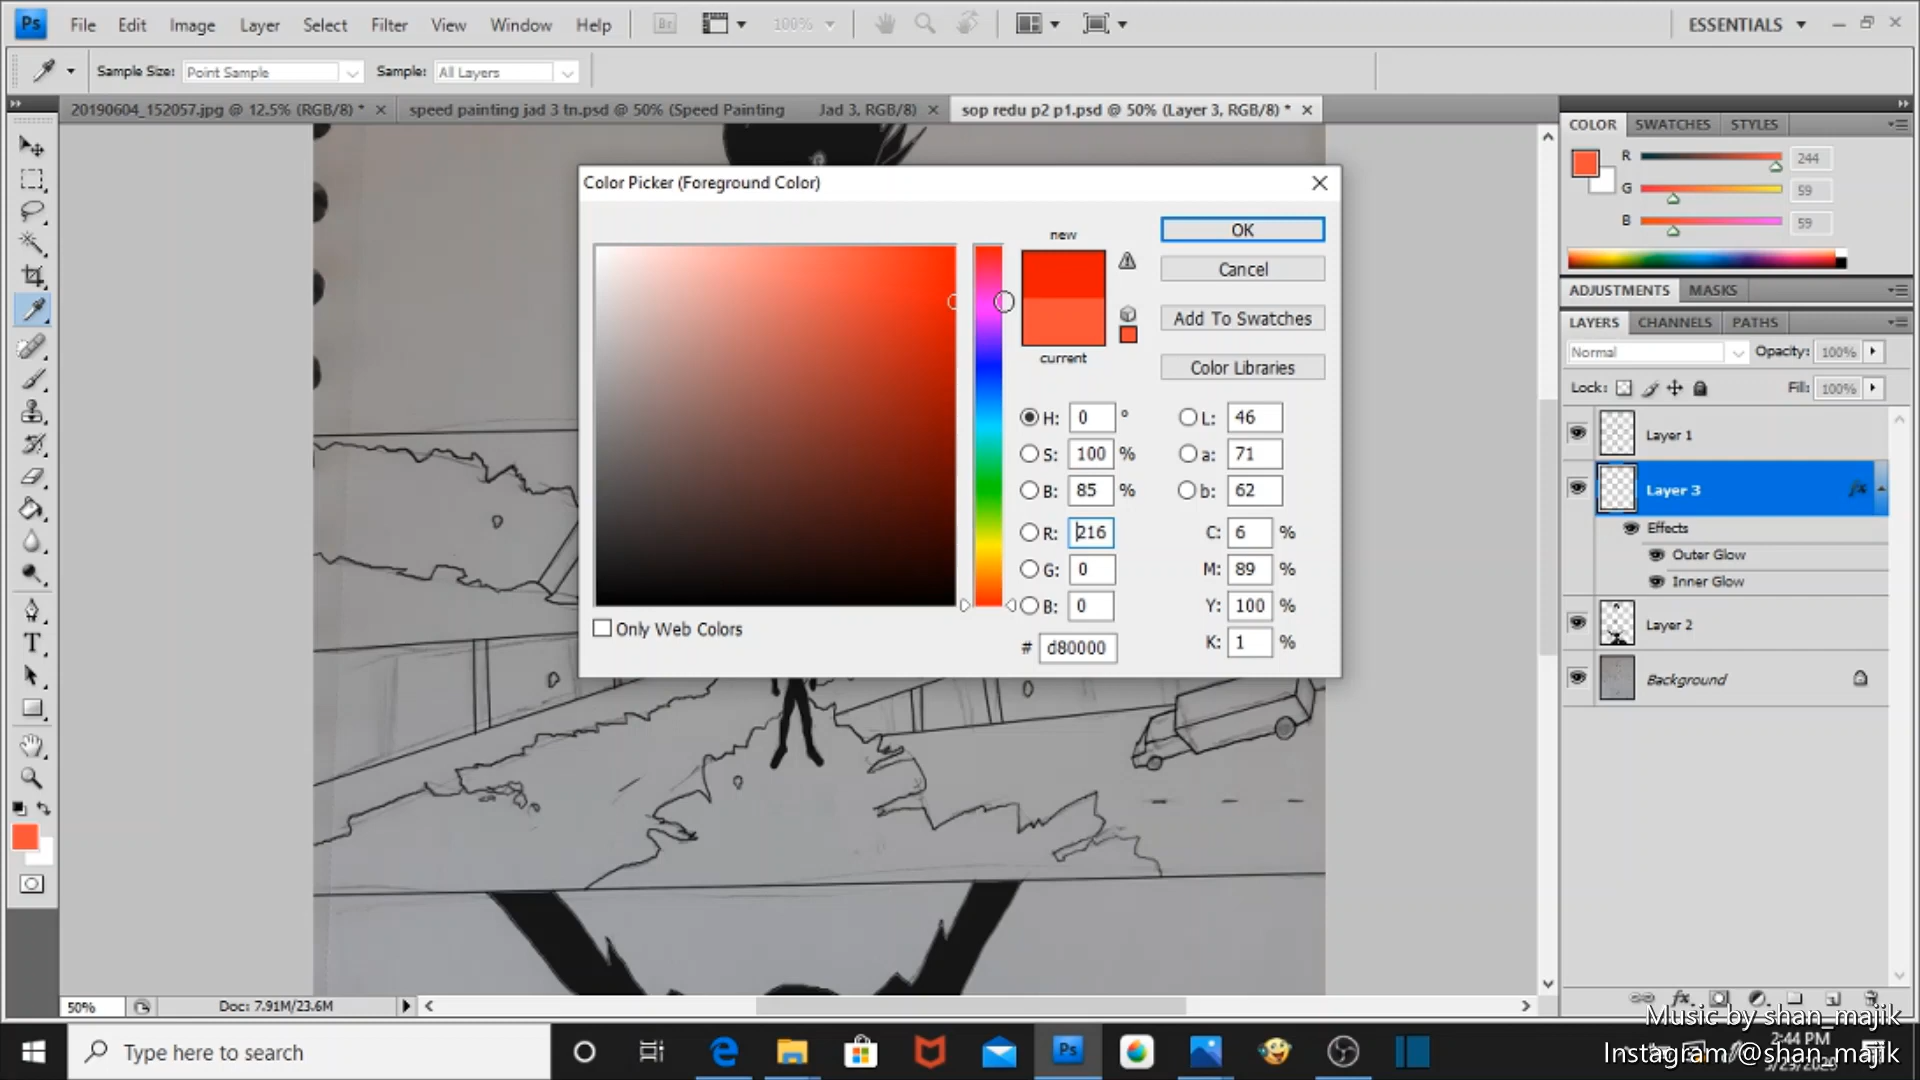 Ps File Edit Image Layer Select Filter View Window Help Br 100% ESSENTIALS
Sample Size: Point Sample Sample: All Layers
20190604_152057.jpg @ 12.5% (RGB/8) * speed painting jad 3 tn.psd @ 50% (Speed Painting Jad 3, RGB/8) sop redu p2 p1.psd @ 50% (Layer 3, RGB/8) *
COLOR SWATCHES STYLES
R 244
G 59
B 59
ADJUSTMENTS MASKS
LAYERS CHANNELS PATHS
Normal Opacity: 100%
Lock: Fill: 100%
Layer 1
Layer 3 fx
Effects
Outer Glow
Inner Glow
Layer 2
Background
Color Picker (Foreground Color)
new
current
OK
Cancel
Add To Swatches
Color Libraries
H: 0 ° L: 46
S: 100 % a: 71
B: 85 % b: 62
R: 216 C: 6 %
G: 0 M: 89 %
B: 0 Y: 100 %
# d80000 K: 1 %
Only Web Colors
T
50% Doc: 7.91M/23.6M
fx
Music by shan_majik
Type here to search
Ps
2:44 PM
Instagram @shan_majik